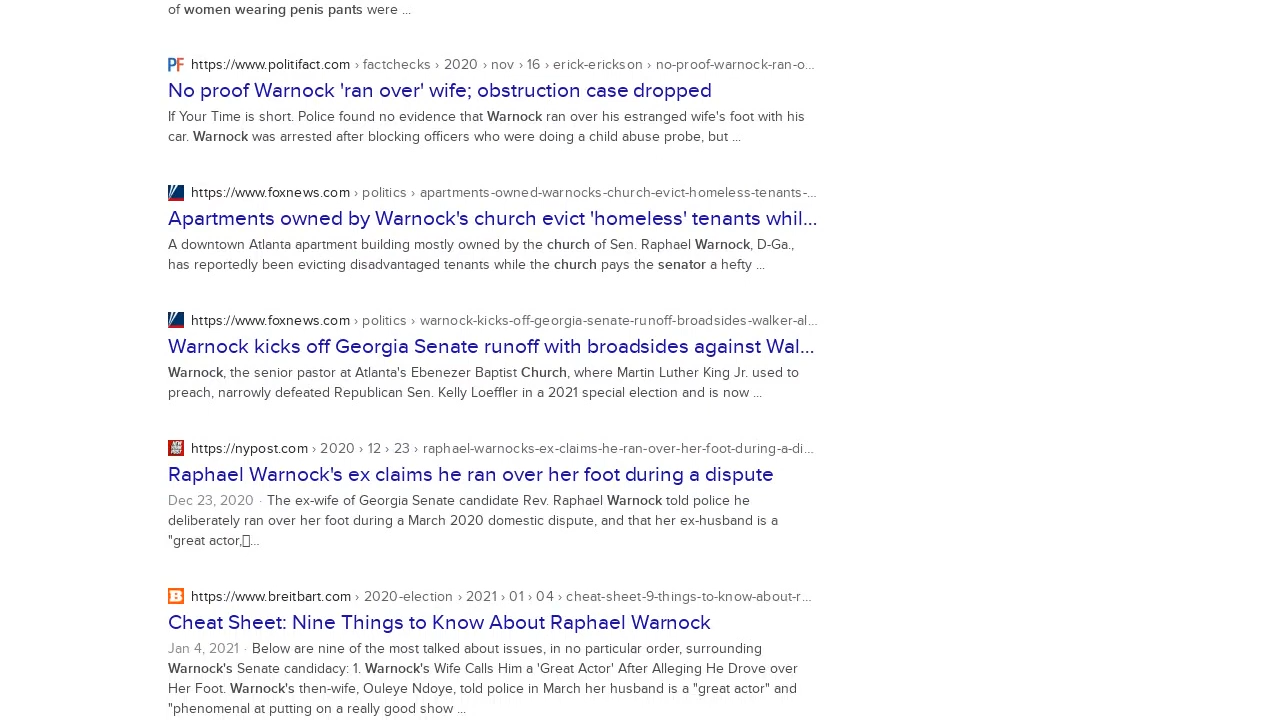 of women wearing penis pants were ...
https://www.politifact.com › factchecks › 2020 › nov › 16 › erick-erickson › no-proof-warnock-ran-o...
No proof Warnock 'ran over' wife; obstruction case dropped
If Your Time is short. Police found no evidence that Warnock ran over his estranged wife's foot with his
car. Warnock was arrested after blocking officers who were doing a child abuse probe, but ...
https://www.foxnews.com › politics › apartments-owned-warnocks-church-evict-homeless-tenants-...
Apartments owned by Warnock's church evict 'homeless' tenants whil...
A downtown Atlanta apartment building mostly owned by the church of Sen. Raphael Warnock, D-Ga.,
has reportedly been evicting disadvantaged tenants while the church pays the senator a hefty ...
https://www.foxnews.com › politics › warnock-kicks-off-georgia-senate-runoff-broadsides-walker-al...
Warnock kicks off Georgia Senate runoff with broadsides against Wal...
Warnock, the senior pastor at Atlanta's Ebenezer Baptist Church, where Martin Luther King Jr. used to
preach, narrowly defeated Republican Sen. Kelly Loeffler in a 2021 special election and is now ...
https://nypost.com › 2020 › 12 › 23 › raphael-warnocks-ex-claims-he-ran-over-her-foot-during-a-di...
Raphael Warnock's ex claims he ran over her foot during a dispute
Dec 23, 2020 · The ex-wife of Georgia Senate candidate Rev. Raphael Warnock told police he
deliberately ran over her foot during a March 2020 domestic dispute, and that her ex-husband is a
"great actor,...
https://www.breitbart.com › 2020-election › 2021 › 01 › 04 › cheat-sheet-9-things-to-know-about-r...
Cheat Sheet: Nine Things to Know About Raphael Warnock
Jan 4, 2021 · Below are nine of the most talked about issues, in no particular order, surrounding
Warnock's Senate candidacy: 1. Warnock's Wife Calls Him a 'Great Actor' After Alleging He Drove over
Her Foot. Warnock's then-wife, Ouleye Ndoye, told police in March her husband is a "great actor" and
"phenomenal at putting on a really good show ...